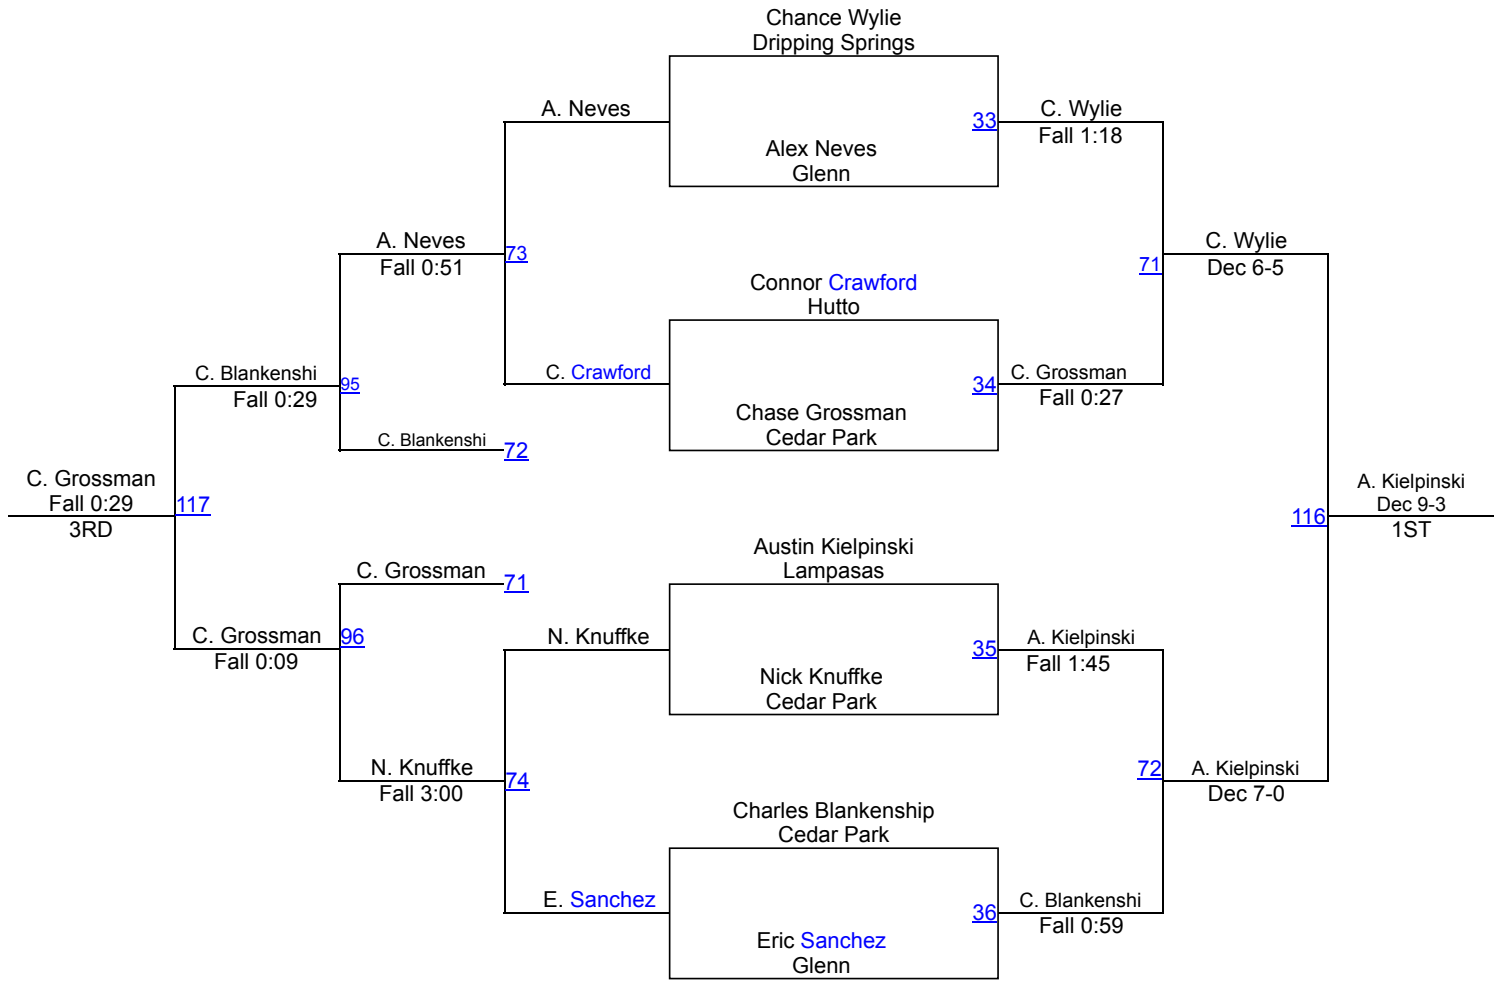 Chance Wylie
Dripping Springs
A. Neves
33
C. Wylie
Fall 1:18
Alex Neves
Glenn
A. Neves
Fall 0:51
73
71
C. Wylie
Dec 6-5
Connor Crawford
Hutto
C. Blankenshi
Fall 0:29
95
C. Crawford
34
C. Grossman
Fall 0:27
Chase Grossman
Cedar Park
C. Blankenshi
72
C. Grossman
Fall 0:29
3RD
117
116
A. Kielpinski
Dec 9-3
1ST
Austin Kielpinski
Lampasas
C. Grossman
71
C. Grossman
Fall 0:09
96
N. Knuffke
35
A. Kielpinski
Fall 1:45
Nick Knuffke
Cedar Park
N. Knuffke
Fall 3:00
74
72
A. Kielpinski
Dec 7-0
Charles Blankenship
Cedar Park
E. Sanchez
36
C. Blankenshi
Fall 0:59
Eric Sanchez
Glenn